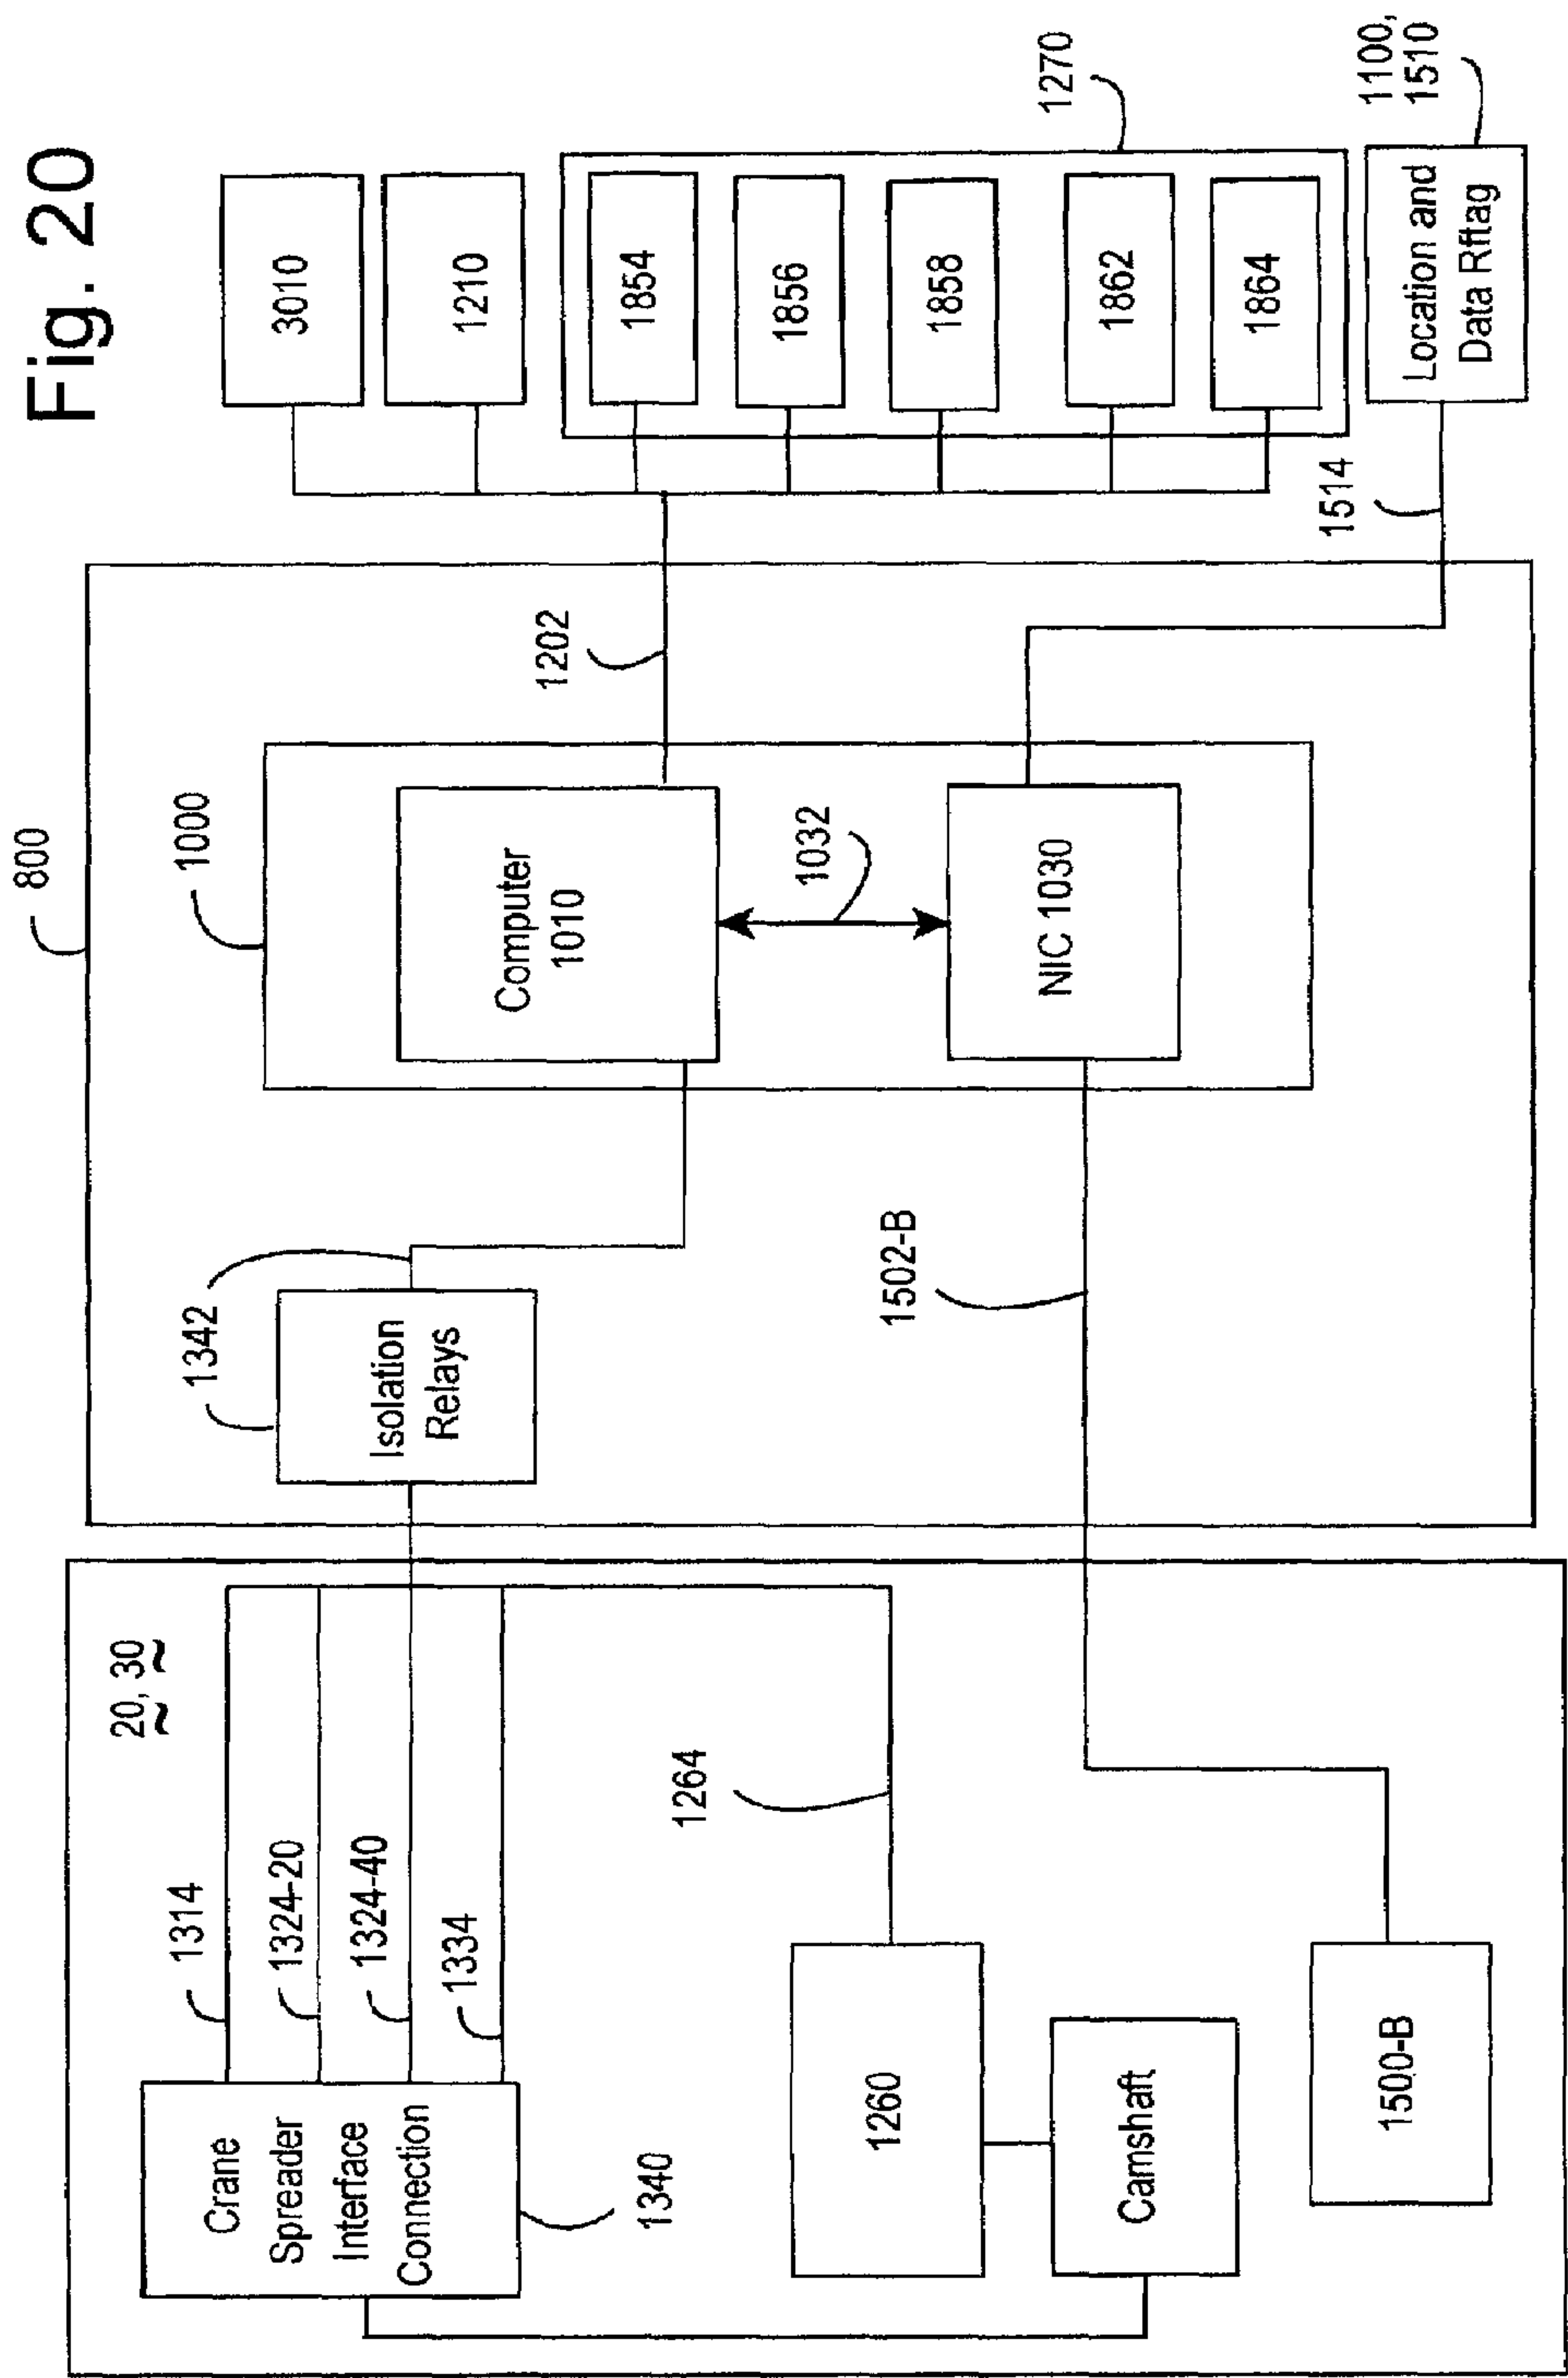 Fig. 20
800
1000
1342
Isolation
Relays
Computer
1010
1032
NIC 1030
1202
1502-B
1514
3010
1210
1854
1856
1858
1862
1864
1270
Location and
Data Rftag
1100,
1510
20, 30
1314
1324-20
1324-40
1334
Crane
Spreader
Interface
Connection
1340
1264
1260
Camshaft
1500-B